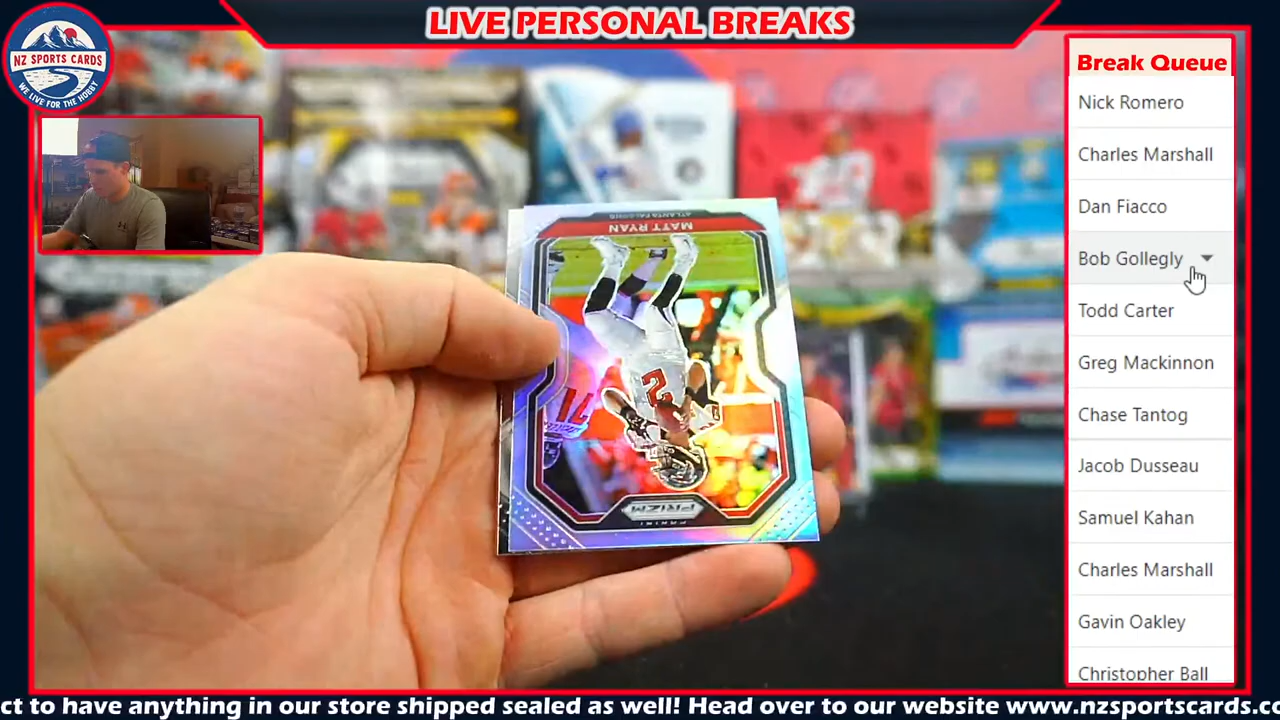 LIVE PERSONAL BREAKS
NZ SPORTS CARDS
WE LIVE FOR THE HOBBY
Break Queue
Nick Romero
Charles Marshall
Dan Fiacco
Bob Gollegly
Todd Carter
Greg Mackinnon
Chase Tantog
Jacob Dusseau
Samuel Kahan
Charles Marshall
Gavin Oakley
Christopher Ball
ATLANTA FALCONS
MATT RYAN
2
71
PRIZM
PANINI
ct to have anything in our store shipped sealed as well! Head over to our website www.nzsportscards.co